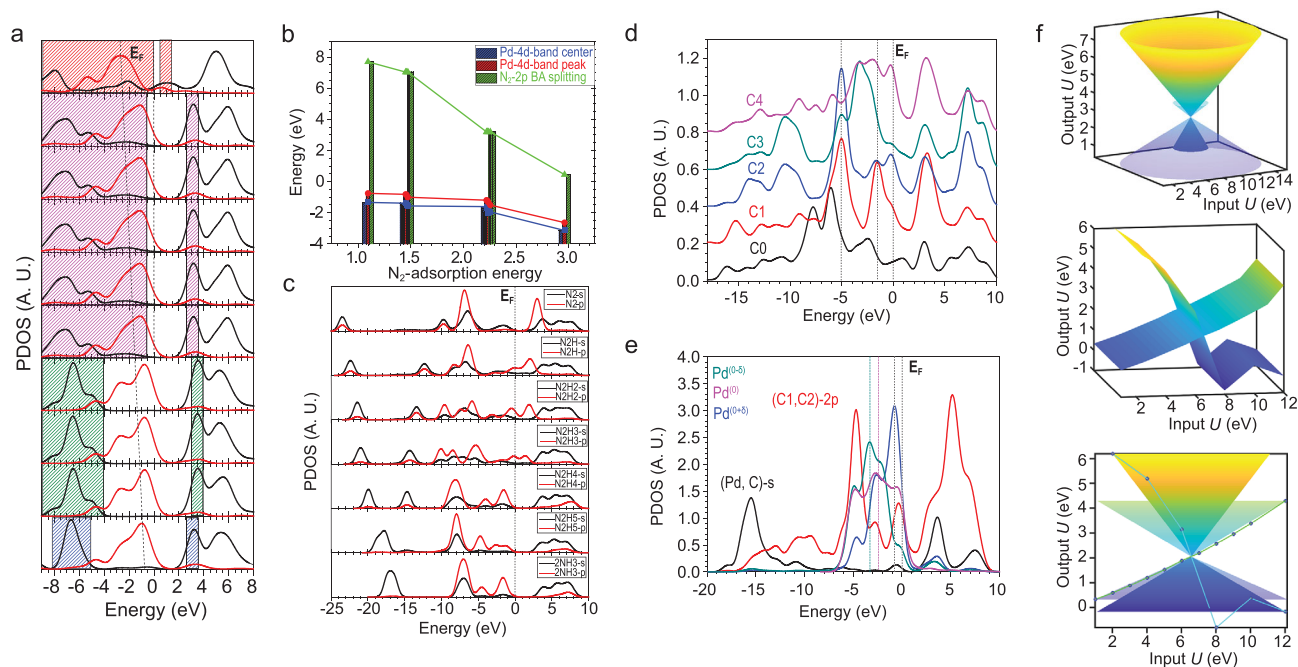 a
E_F
PDOS (A. U.)
-8 -6 -4 -2 0 2 4 6 8
Energy (eV)
b
Pd-4d-band center
Pd-4d-band peak
N₂-2p BA splitting
8
6
4
2
0
-2
-4
Energy (eV)
1.0 1.5 2.0 2.5 3.0
N₂-adsorption energy
c
E_F
N2-s
N2-p
N2H-s
N2H-p
N2H2-s
N2H2-p
N2H3-s
N2H3-p
N2H4-s
N2H4-p
N2H5-s
N2H5-p
2NH3-s
2NH3-p
PDOS (A. U.)
-25 -20 -15 -10 -5 0 5 10
Energy (eV)
d
E_F
1.2
1.0
0.8
0.6
0.4
0.2
0.0
PDOS (A. U.)
C4
C3
C2
C1
C0
-15 -10 -5 0 5 10
Energy (eV)
e
4.0
3.5
3.0
2.5
2.0
1.5
1.0
0.5
0.0
PDOS (A. U.)
Pd(0-δ)
Pd(0)
Pd(0+δ)
(C1,C2)-2p
E_F
(Pd, C)-s
-20 -15 -10 -5 0 5 10
Energy (eV)
f
7
6
5
4
3
2
1
Output U (eV)
2 4 6 8 10 12 14
Input U (eV)
6
5
4
3
2
1
0
-1
Output U (eV)
2 4 6 8 10 12
Input U (eV)
6
5
4
3
2
1
0
Output U (eV)
2 4 6 8 10 12
Input U (eV)